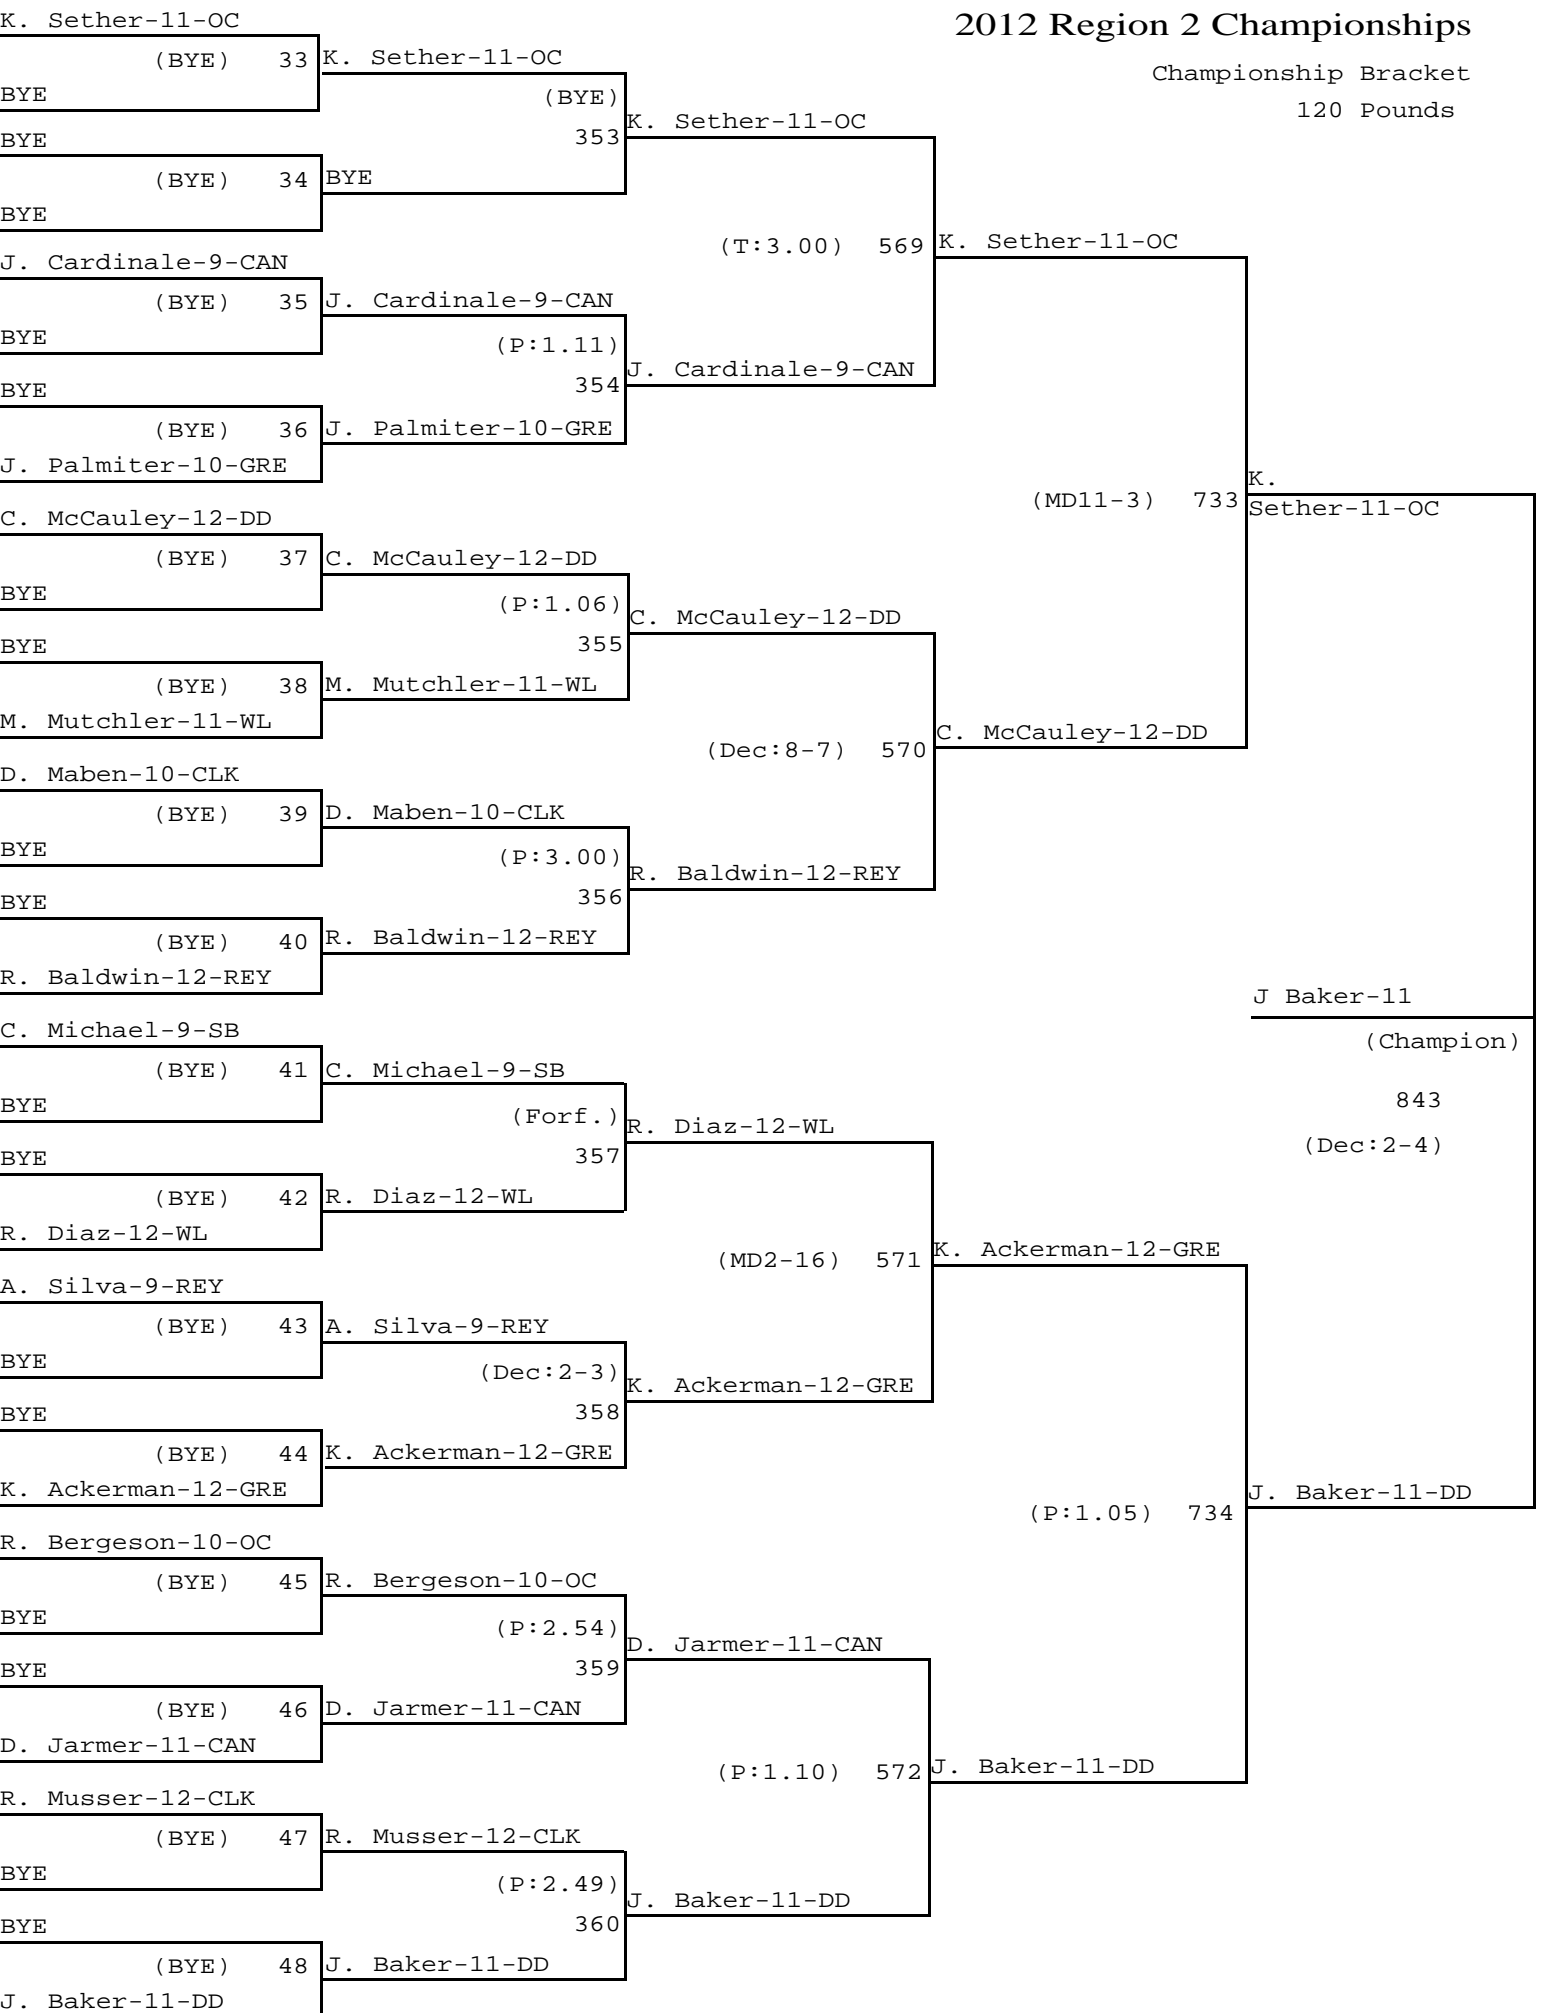 2012 Region 2 Championships
Championship Bracket
120 Pounds
K. Sether-11-OC
(BYE) 33
BYE
BYE
(BYE) 34
BYE
J. Cardinale-9-CAN
(BYE) 35
BYE
BYE
(BYE) 36
J. Palmiter-10-GRE
C. McCauley-12-DD
(BYE) 37
BYE
BYE
(BYE) 38
M. Mutchler-11-WL
D. Maben-10-CLK
(BYE) 39
BYE
BYE
(BYE) 40
R. Baldwin-12-REY
C. Michael-9-SB
(BYE) 41
BYE
BYE
(BYE) 42
R. Diaz-12-WL
A. Silva-9-REY
(BYE) 43
BYE
BYE
(BYE) 44
K. Ackerman-12-GRE
R. Bergeson-10-OC
(BYE) 45
BYE
BYE
(BYE) 46
D. Jarmer-11-CAN
R. Musser-12-CLK
(BYE) 47
BYE
BYE
(BYE) 48
J. Baker-11-DD
K. Sether-11-OC
(BYE)
353
BYE
J. Cardinale-9-CAN
(P:1.11)
354
J. Palmiter-10-GRE
C. McCauley-12-DD
(P:1.06)
355
M. Mutchler-11-WL
D. Maben-10-CLK
(P:3.00)
356
R. Baldwin-12-REY
C. Michael-9-SB
(Forf.)
357
R. Diaz-12-WL
A. Silva-9-REY
(Dec:2-3)
358
K. Ackerman-12-GRE
R. Bergeson-10-OC
(P:2.54)
359
D. Jarmer-11-CAN
R. Musser-12-CLK
(P:2.49)
360
J. Baker-11-DD
K. Sether-11-OC
(T:3.00) 569
J. Cardinale-9-CAN
C. McCauley-12-DD
(Dec:8-7) 570
R. Baldwin-12-REY
R. Diaz-12-WL
(MD2-16) 571
K. Ackerman-12-GRE
D. Jarmer-11-CAN
(P:1.10) 572
J. Baker-11-DD
K. Sether-11-OC
(MD11-3) 733
C. McCauley-12-DD
K. Ackerman-12-GRE
(P:1.05) 734
J. Baker-11-DD
K.
Sether-11-OC
J Baker-11
(Champion)
843
(Dec:2-4)
J. Baker-11-DD